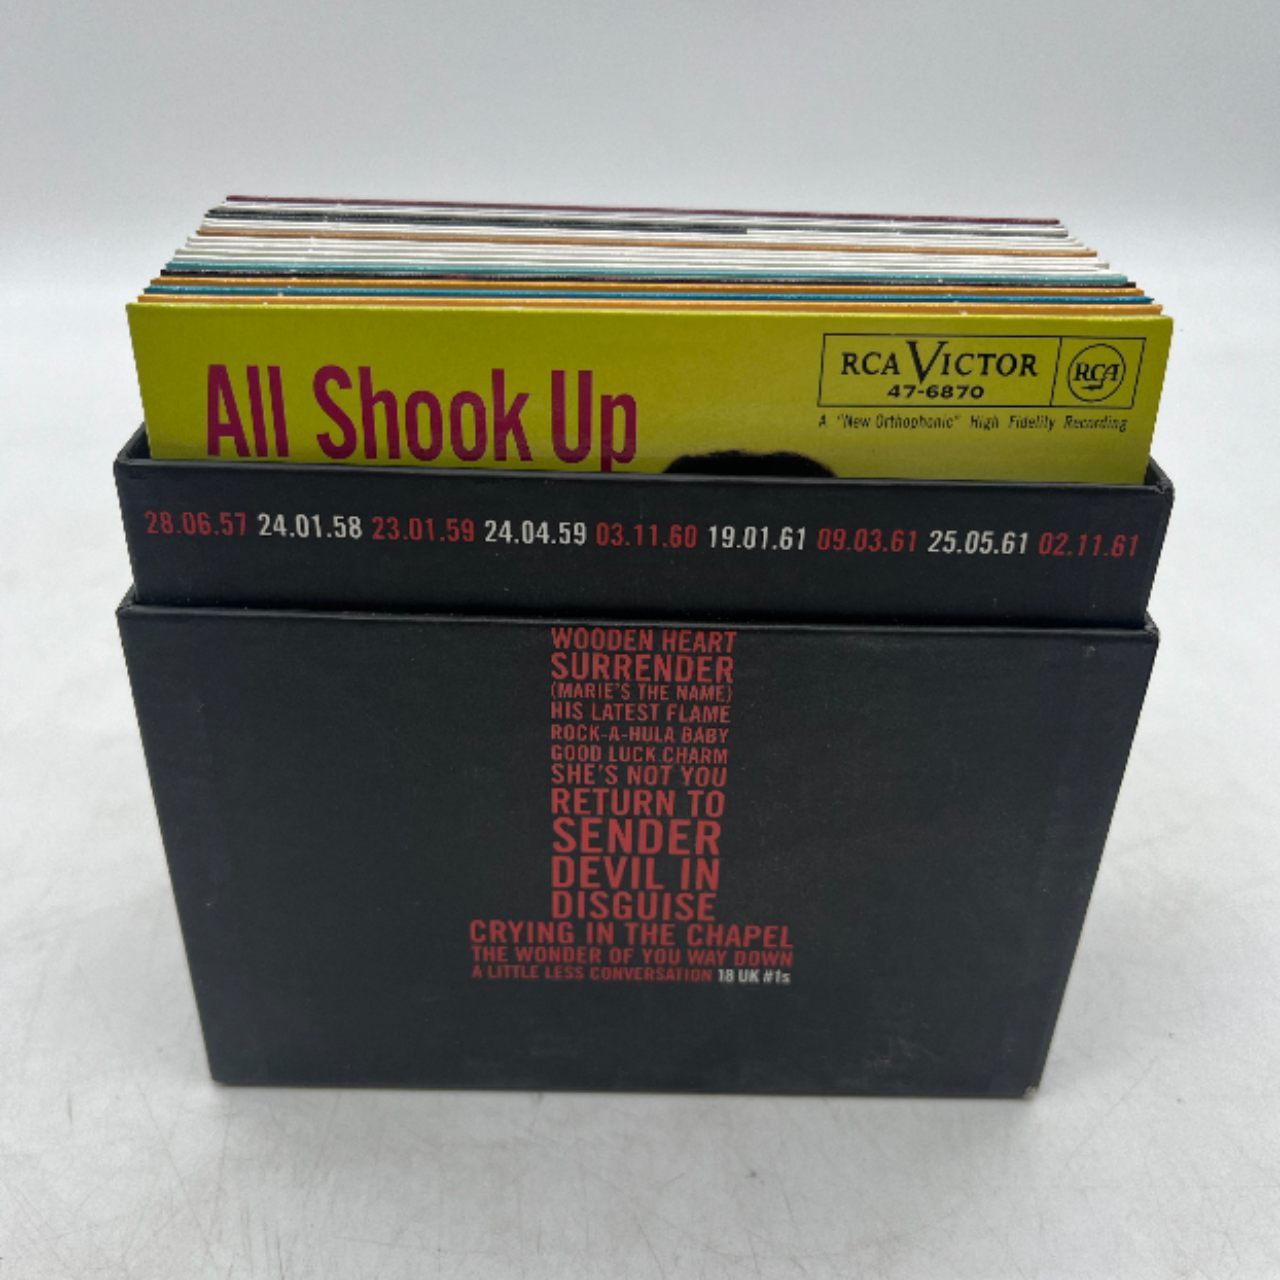 All Shook Up
RCA VICTOR
47-6870
RCA
A "New Orthophonic" High Fidelity Recording
28.06.57 24.01.58 23.01.59 24.04.59 03.11.60 19.01.61 09.03.61 25.05.61 02.11.61
WOODEN HEART
SURRENDER
(MARIE'S THE NAME)
HIS LATEST FLAME
ROCK-A-HULA BABY
GOOD LUCK CHARM
SHE'S NOT YOU
RETURN TO
SENDER
DEVIL IN
DISGUISE
CRYING IN THE CHAPEL
THE WONDER OF YOU WAY DOWN
A LITTLE LESS CONVERSATION 18 UK #1s